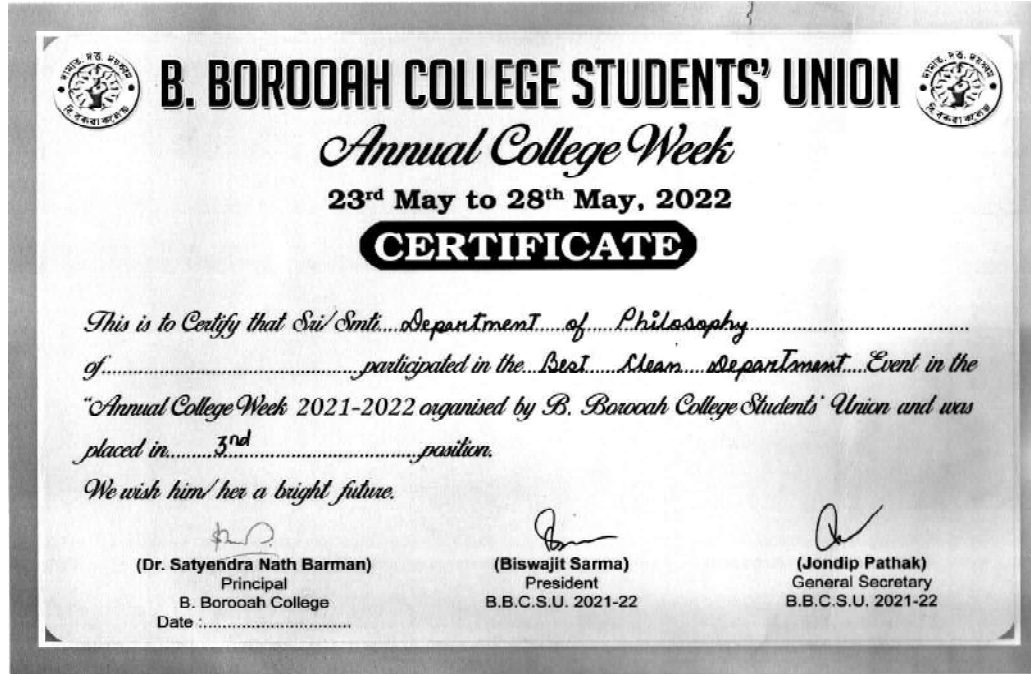 B. BOROOAH COLLEGE STUDENTS' UNION
Annual College Week
23rd May to 28th May, 2022
CERTIFICATE
This is to Certify that Sri/Smti. Department of Philosophy
of participated in the Best Clean Department Event in the
"Annual College Week 2021-2022 organised by B. Borooah College Students' Union and was
placed in 3nd position.
We wish him/her a bright future.
(Dr. Satyendra Nath Barman) (Biswajit Sarma) (Jondip Pathak)
Principal President General Secretary
B. Borooah College B.B.C.S.U. 2021-22 B.B.C.S.U. 2021-22
Date :